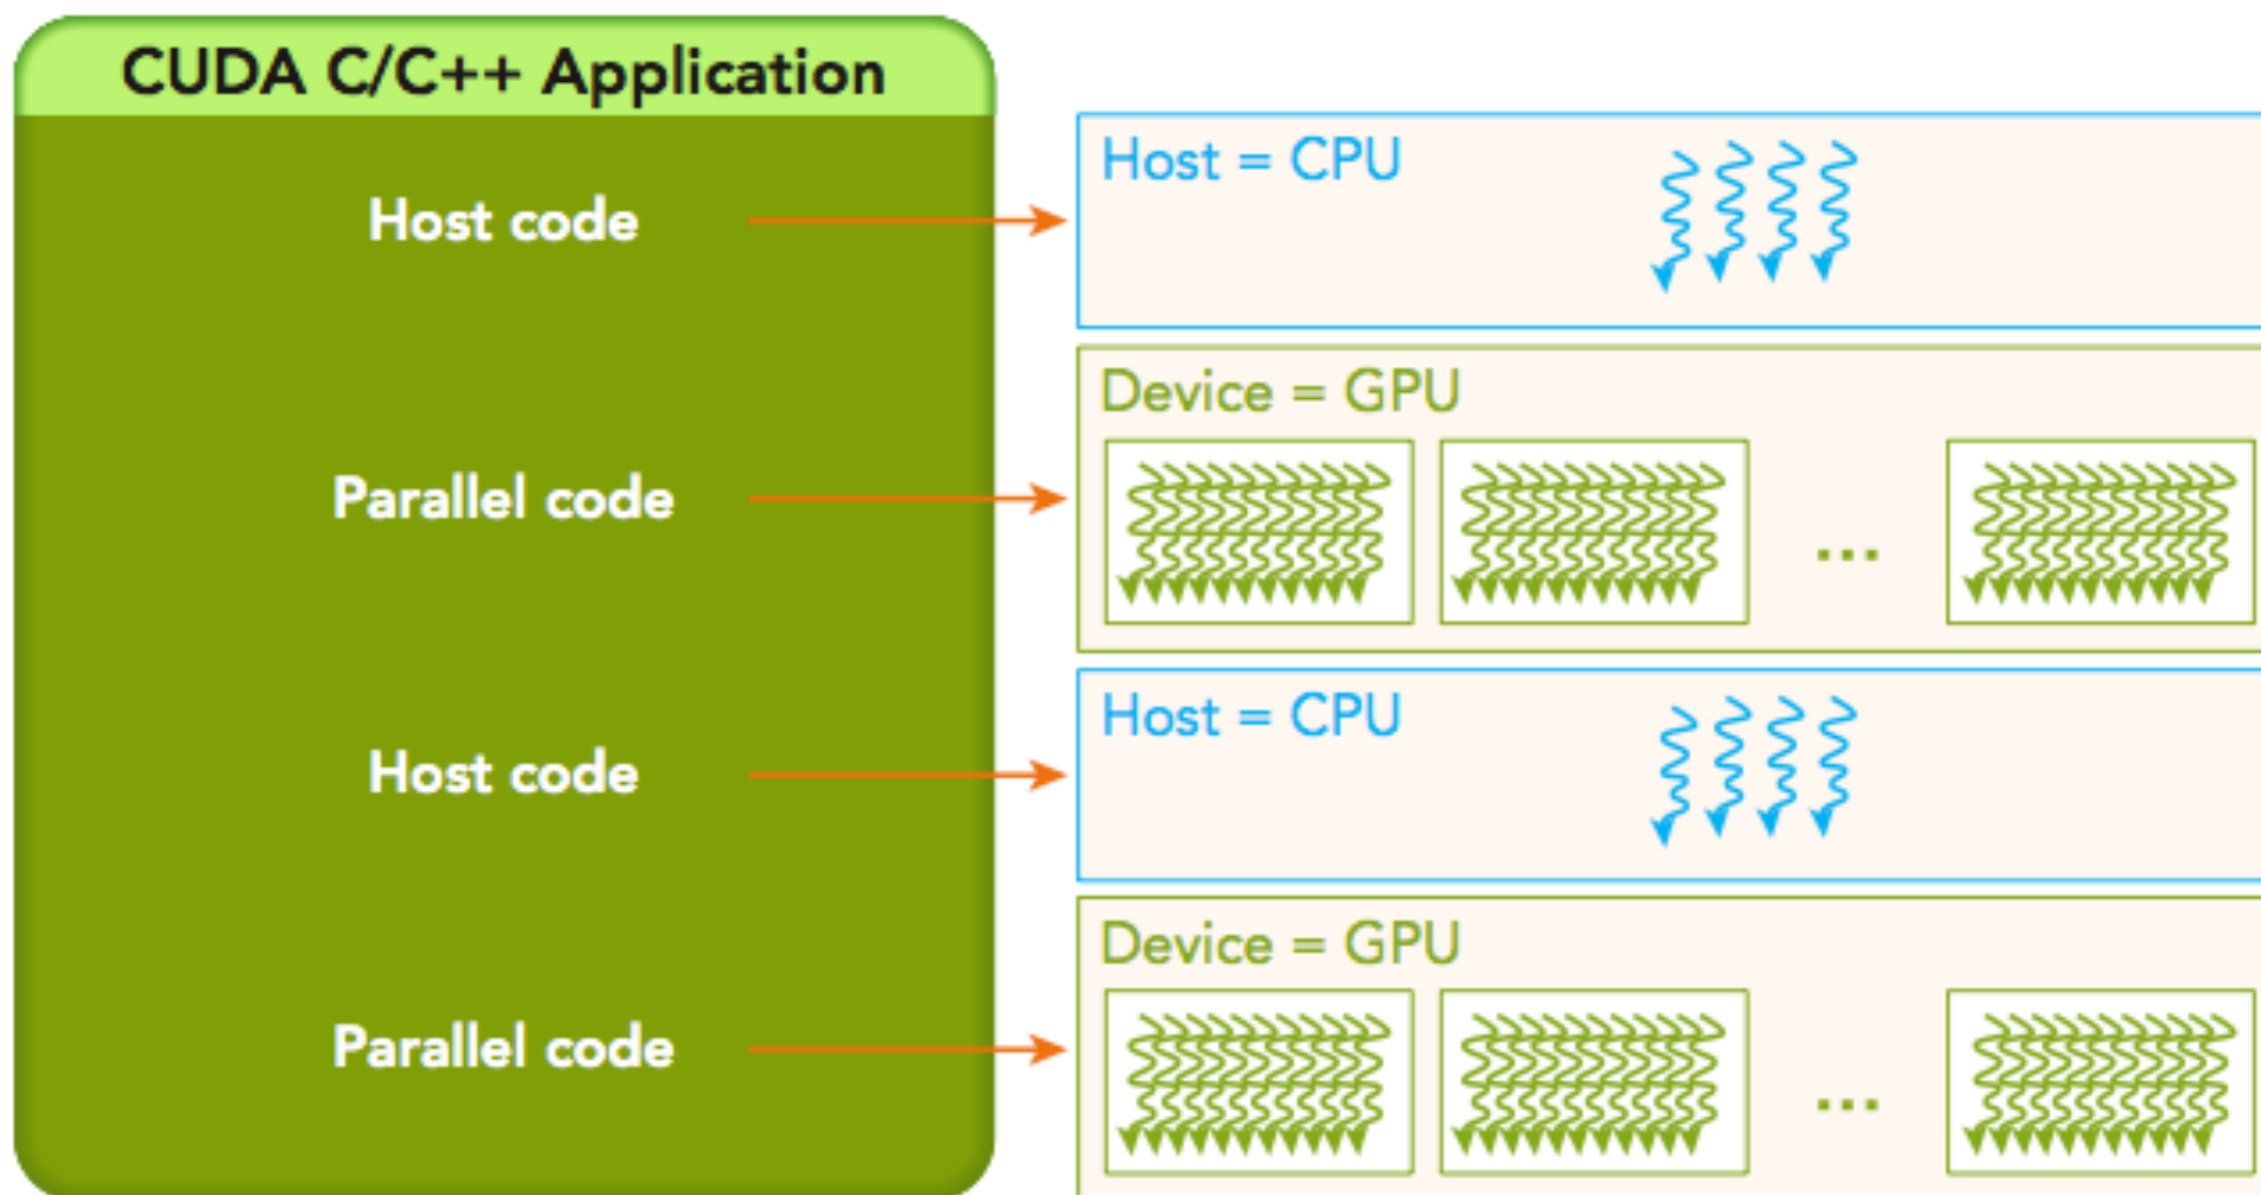 CUDA C/C++ Application
Host code
Host = CPU
Parallel code
Device = GPU
...
Host code
Host = CPU
Parallel code
Device = GPU
...